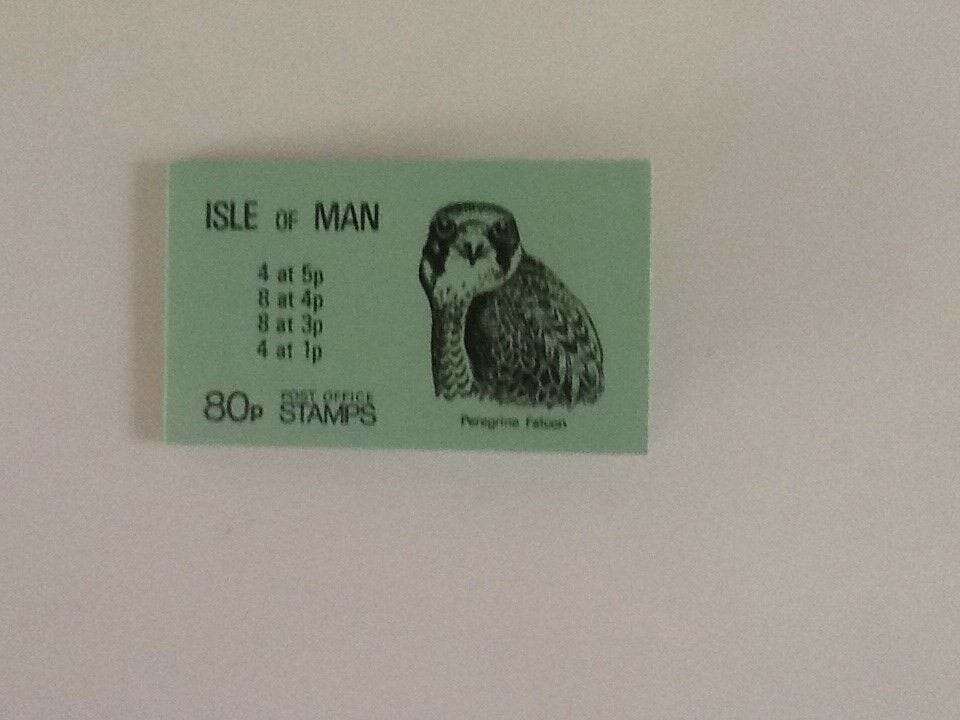 ISLE OF MAN
4 at 5p
8 at 4p
8 at 3p
4 at 1p
80p POST OFFICE STAMPS
Peregrine Falcon